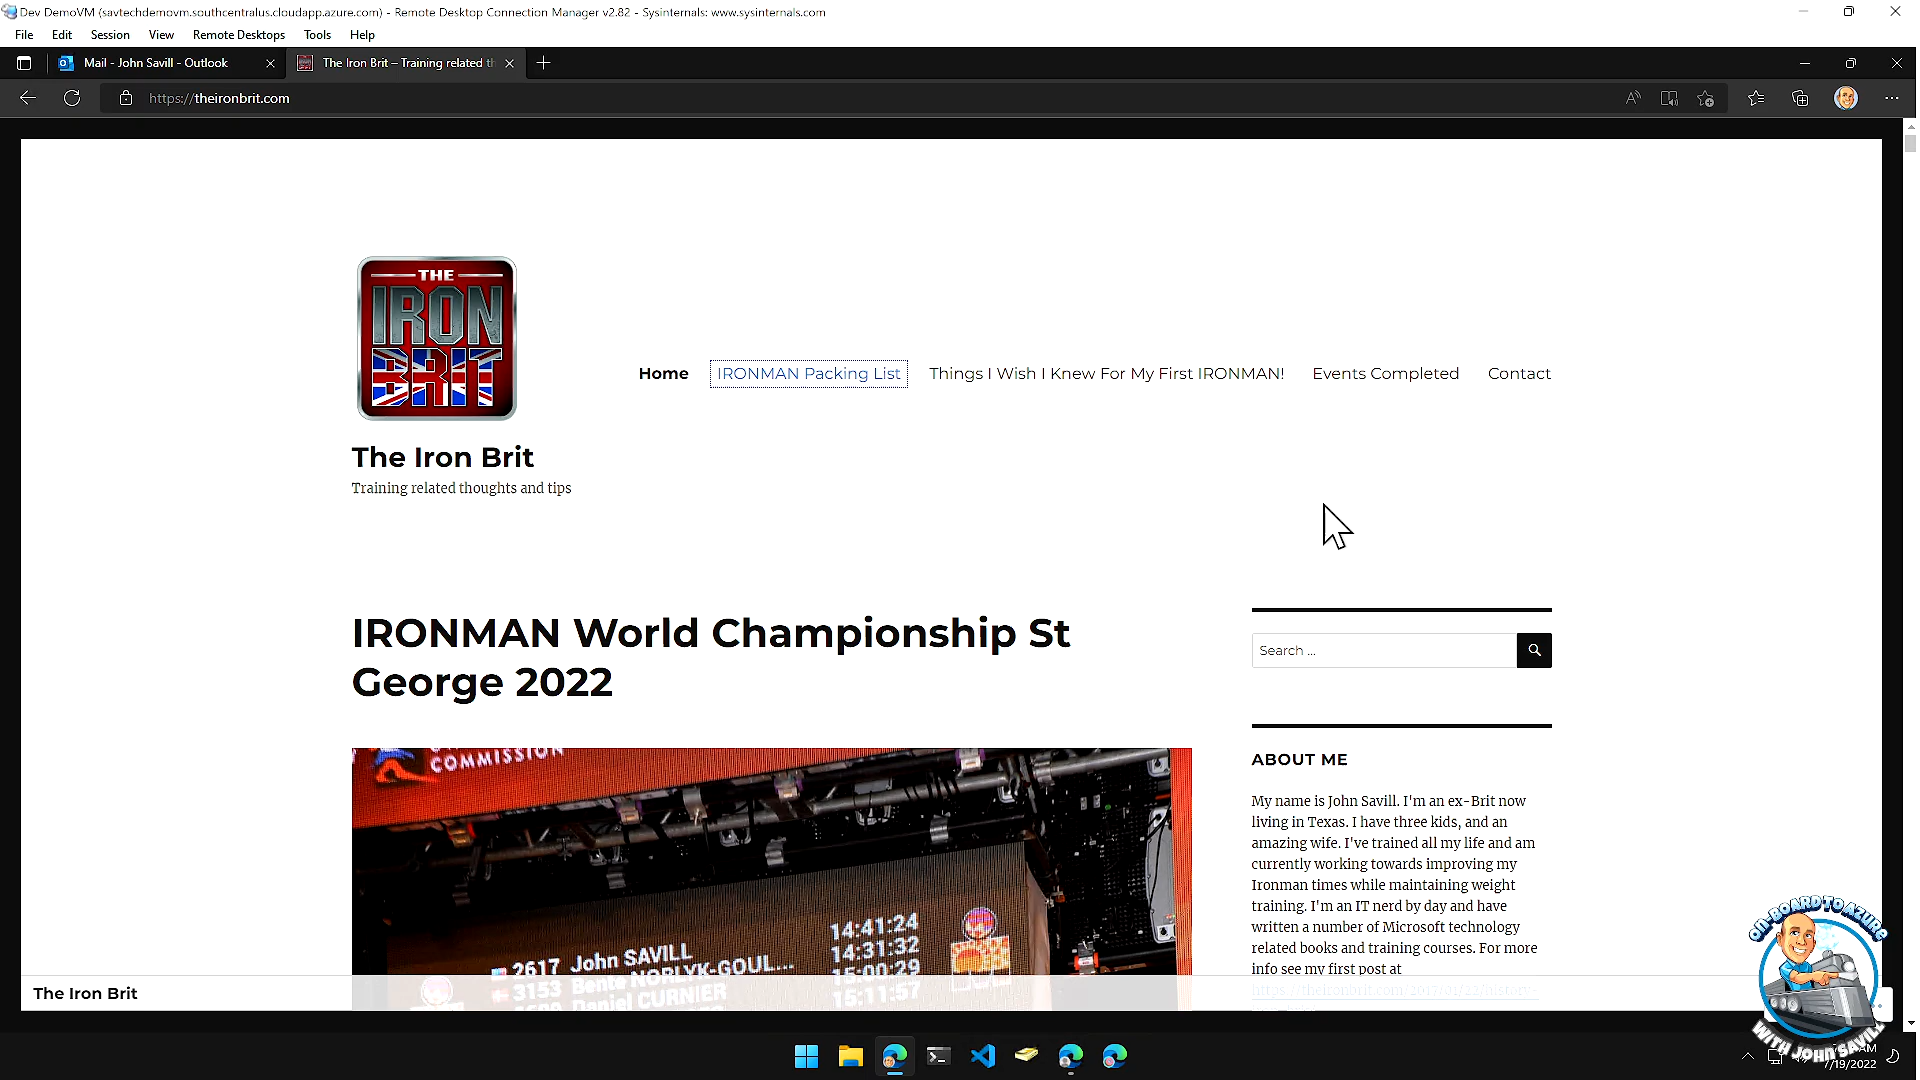 Dev DemoVM (savtechdemovm.southcentralus.cloudapp.azure.com) - Remote Desktop Connection Manager v2.82 - Sysinternals: www.sysinternals.com
File Edit Session View Remote Desktops Tools Help
Mail - John Savill - Outlook
The Iron Brit – Training related th
https://theironbrit.com
THE
IRON
BRIT
Home IRONMAN Packing List Things I Wish I Knew For My First IRONMAN! Events Completed Contact
The Iron Brit
Training related thoughts and tips
IRONMAN World Championship St
George 2022
Search ...
COMMISSION
2617 John SAVILL 14:41:24
3153 Bente NORLYK-GOUL... 14:31:32
Daniel CURNIER 15:00:29
15:11:57
ABOUT ME
My name is John Savill. I'm an ex-Brit now
living in Texas. I have three kids, and an
amazing wife. I've trained all my life and am
currently working towards improving my
Ironman times while maintaining weight
training. I'm an IT nerd by day and have
written a number of Microsoft technology
related books and training courses. For more
info see my first post at
https://theironbrit.com/2017/01/22/history-
The Iron Brit
ON-BOARD TO AZURE
WITH JOHN SAVILL
AM
7/19/2022